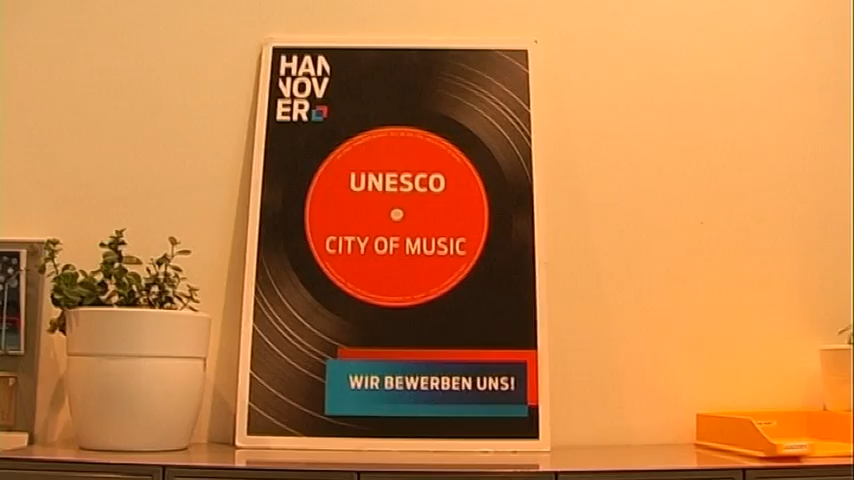 HAN
NOV
ER
UNESCO
CITY OF MUSIC
WIR BEWERBEN UNS!